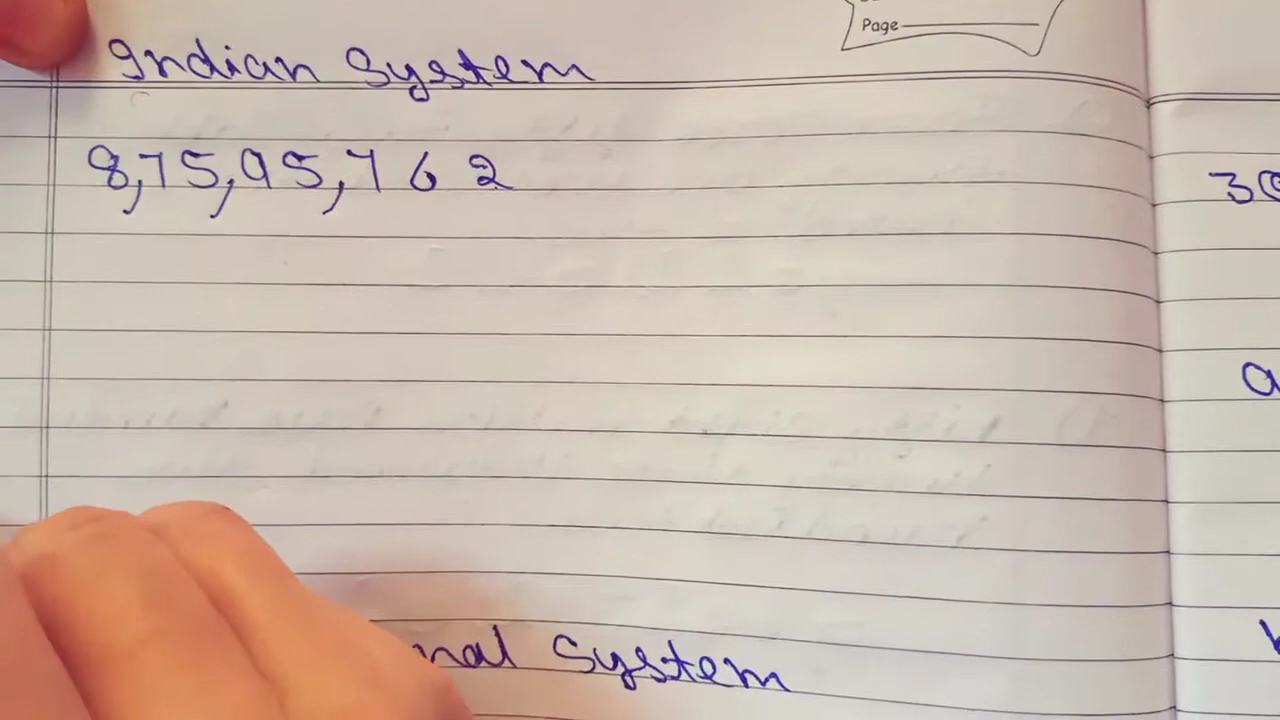 Page
Indian System
8,75,95,762
30
a
nal System